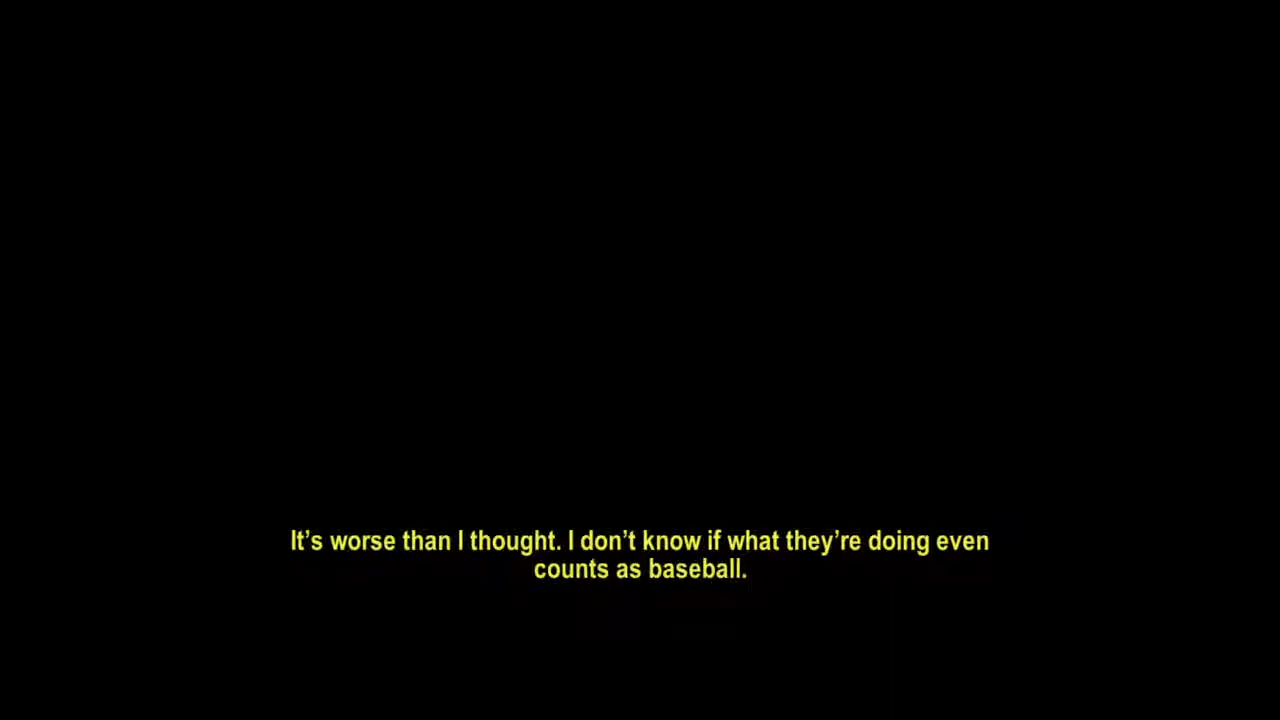 It’s worse than I thought. I don’t know if what they’re doing even
counts as baseball.